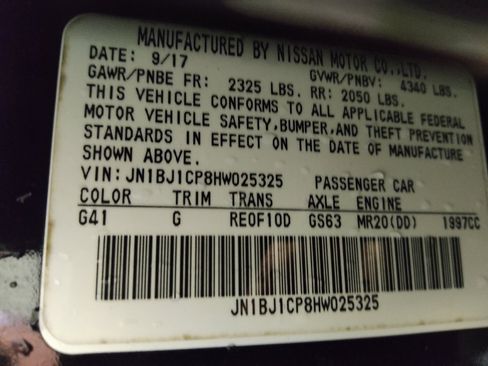 MANUFACTURED BY NISSAN MOTOR CO.,LTD.
DATE: 9/17 GVWR/PNBV: 4340 LBS.
GAWR/PNBE FR: 2325 LBS. RR: 2050 LBS.
THIS VEHICLE CONFORMS TO ALL APPLICABLE FEDERAL
MOTOR VEHICLE SAFETY,BUMPER,AND THEFT PREVENTION
STANDARDS IN EFFECT ON THE DATE OF MANUFACTURE
SHOWN ABOVE.
VIN: JN1BJ1CP8HW025325 PASSENGER CAR
COLOR TRIM TRANS AXLE ENGINE
G41 G RE0F10D GS63 MR20(DD) 1997CC
JN1BJ1CP8HW025325